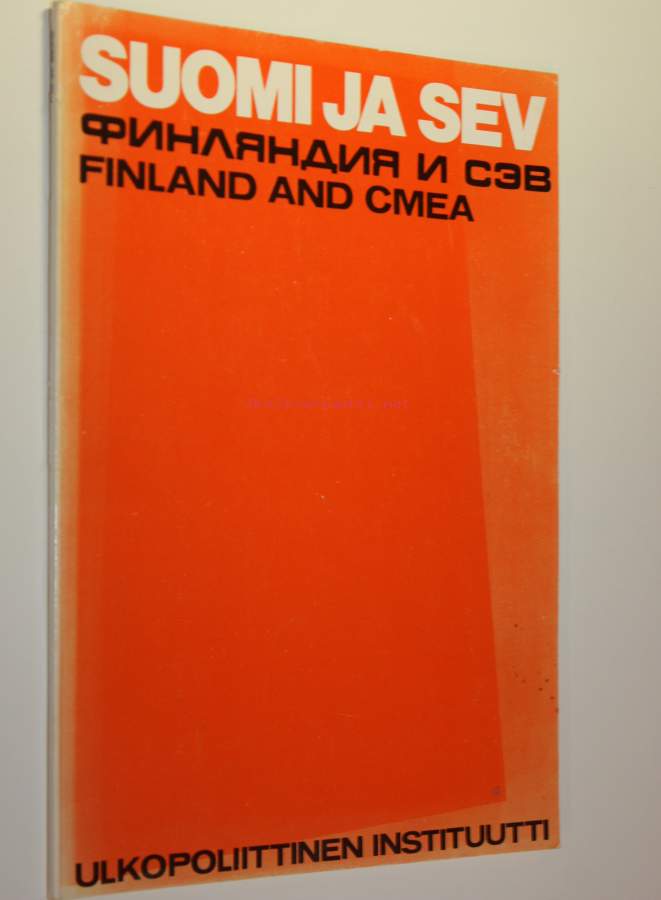 SUOMI JA SEV
ФИНЛЯНДИЯ И СЭВ
FINLAND AND CMEA
ULKOPOLIITTINEN INSTITUUTTI